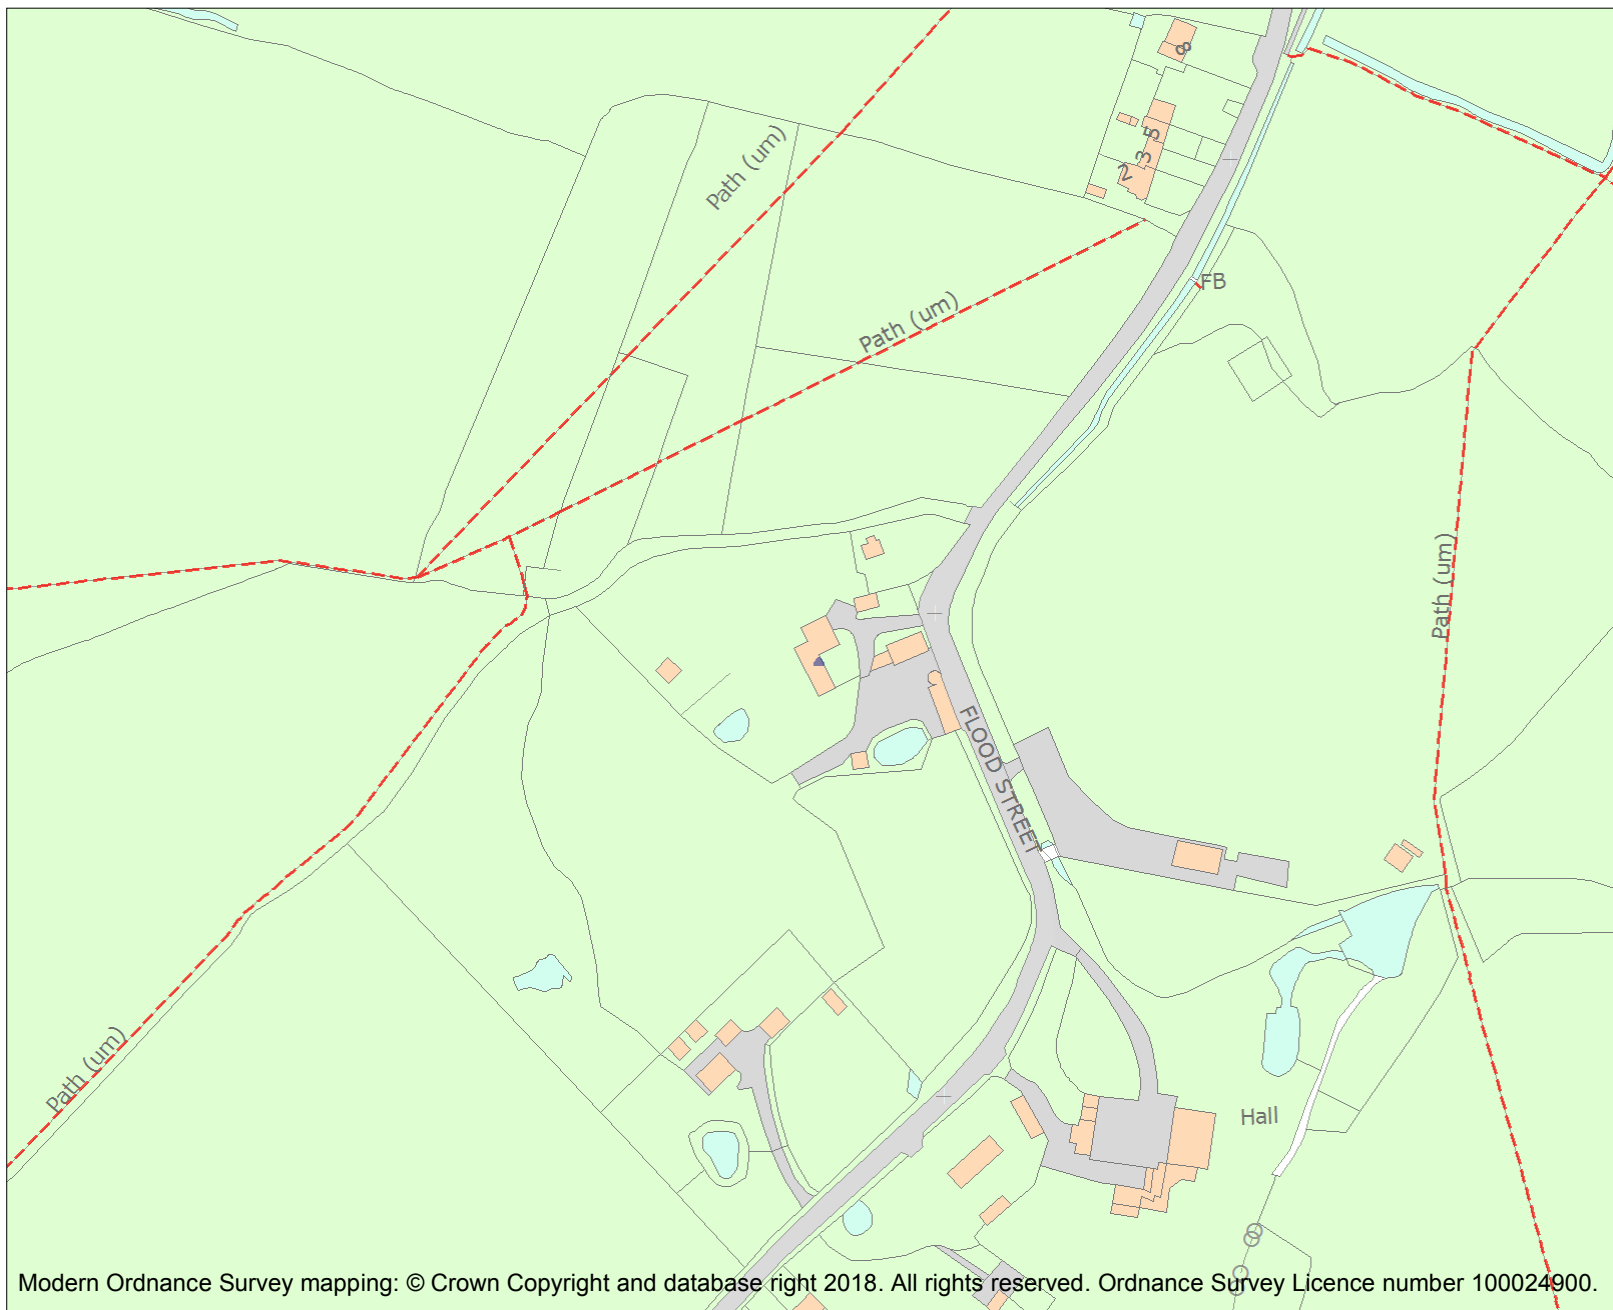 8
5
3
2
Path (um)
FB
Path (um)
Path (um)
FLOOD STREET
Path (um)
Hall
Modern Ordnance Survey mapping: © Crown Copyright and database right 2018. All rights reserved. Ordnance Survey Licence number 100024900.